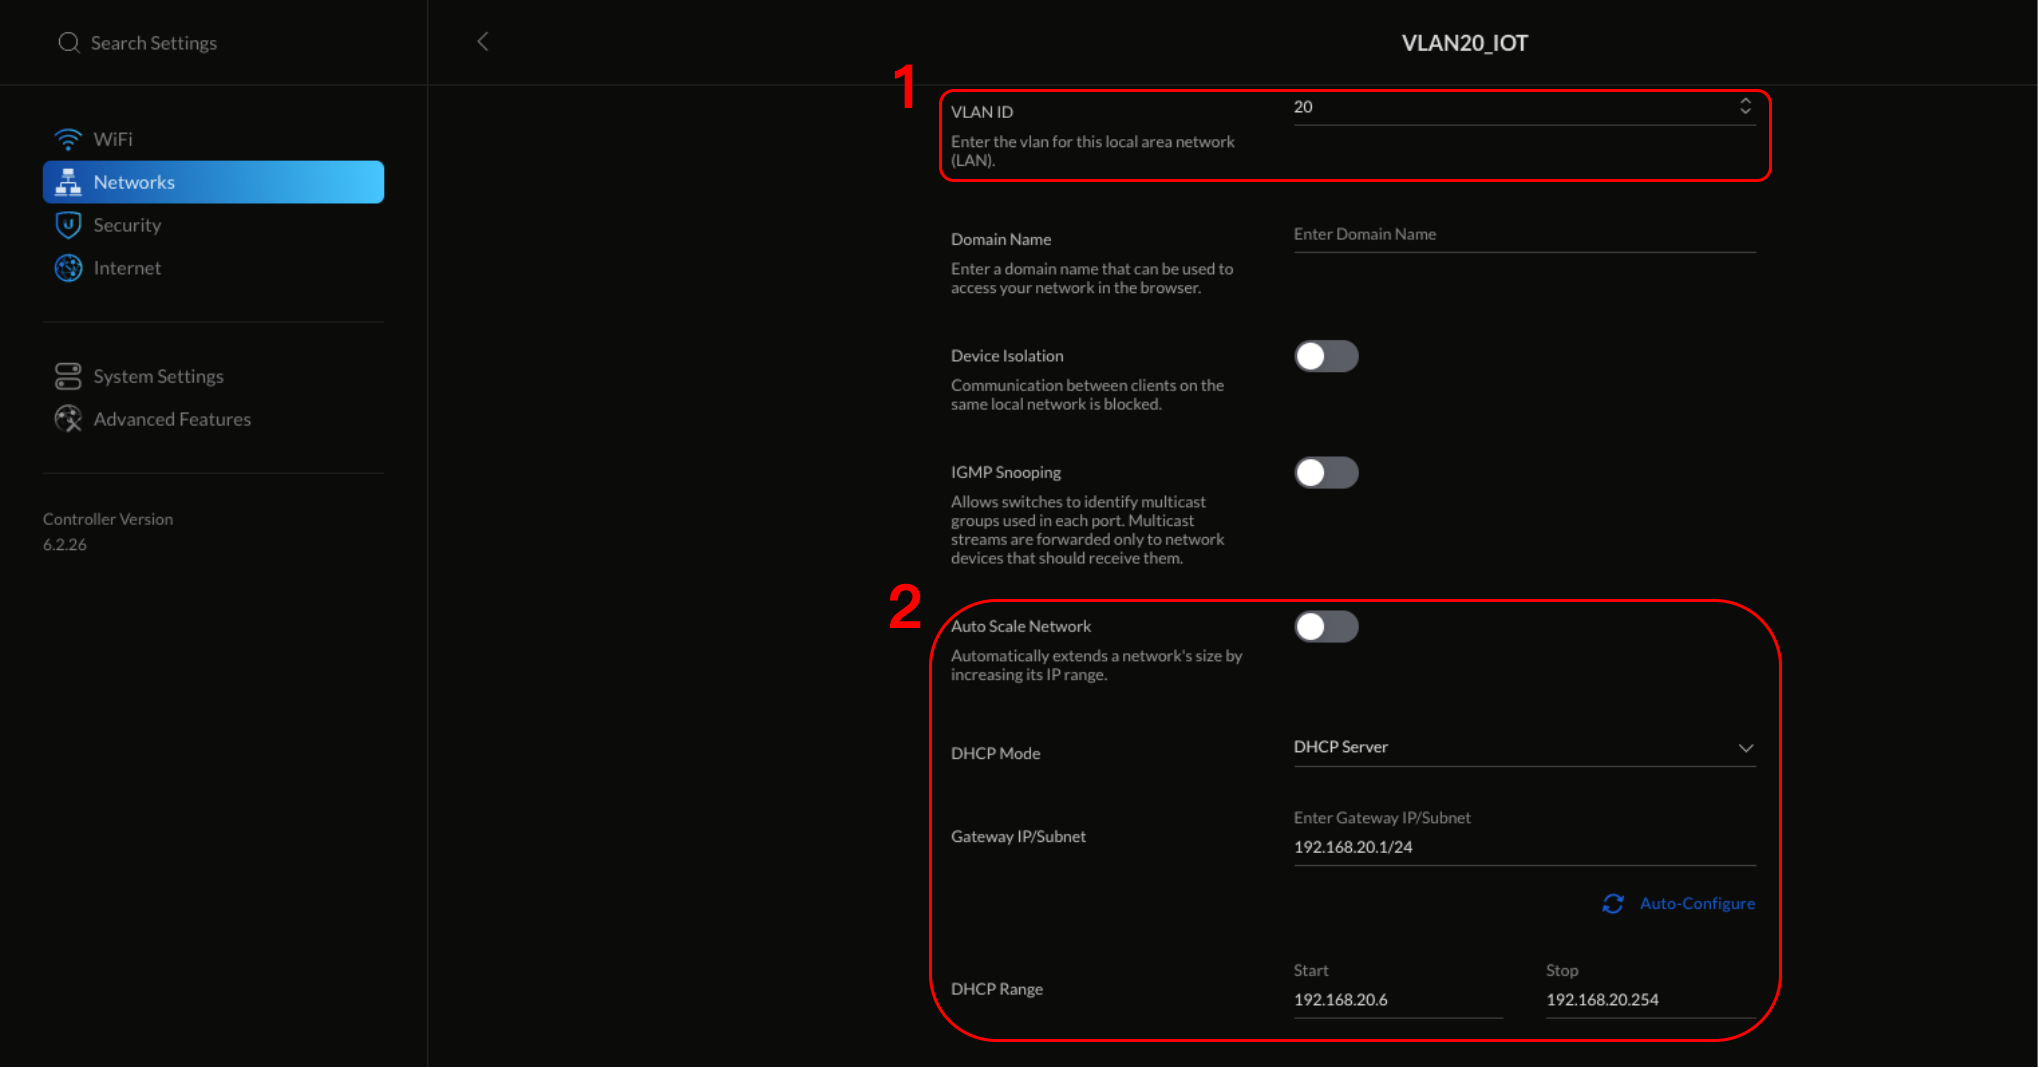 Search Settings
VLAN20_IOT
WiFi
Networks
Security
Internet
System Settings
Advanced Features
Controller Version
6.2.26
1
VLAN ID
20
Enter the vlan for this local area network
(LAN).
Domain Name
Enter Domain Name
Enter a domain name that can be used to
access your network in the browser.
Device Isolation
Communication between clients on the
same local network is blocked.
IGMP Snooping
Allows switches to identify multicast
groups used in each port. Multicast
streams are forwarded only to network
devices that should receive them.
2
Auto Scale Network
Automatically extends a network's size by
increasing its IP range.
DHCP Mode
DHCP Server
Gateway IP/Subnet
Enter Gateway IP/Subnet
192.168.20.1/24
Auto-Configure
DHCP Range
Start
192.168.20.6
Stop
192.168.20.254